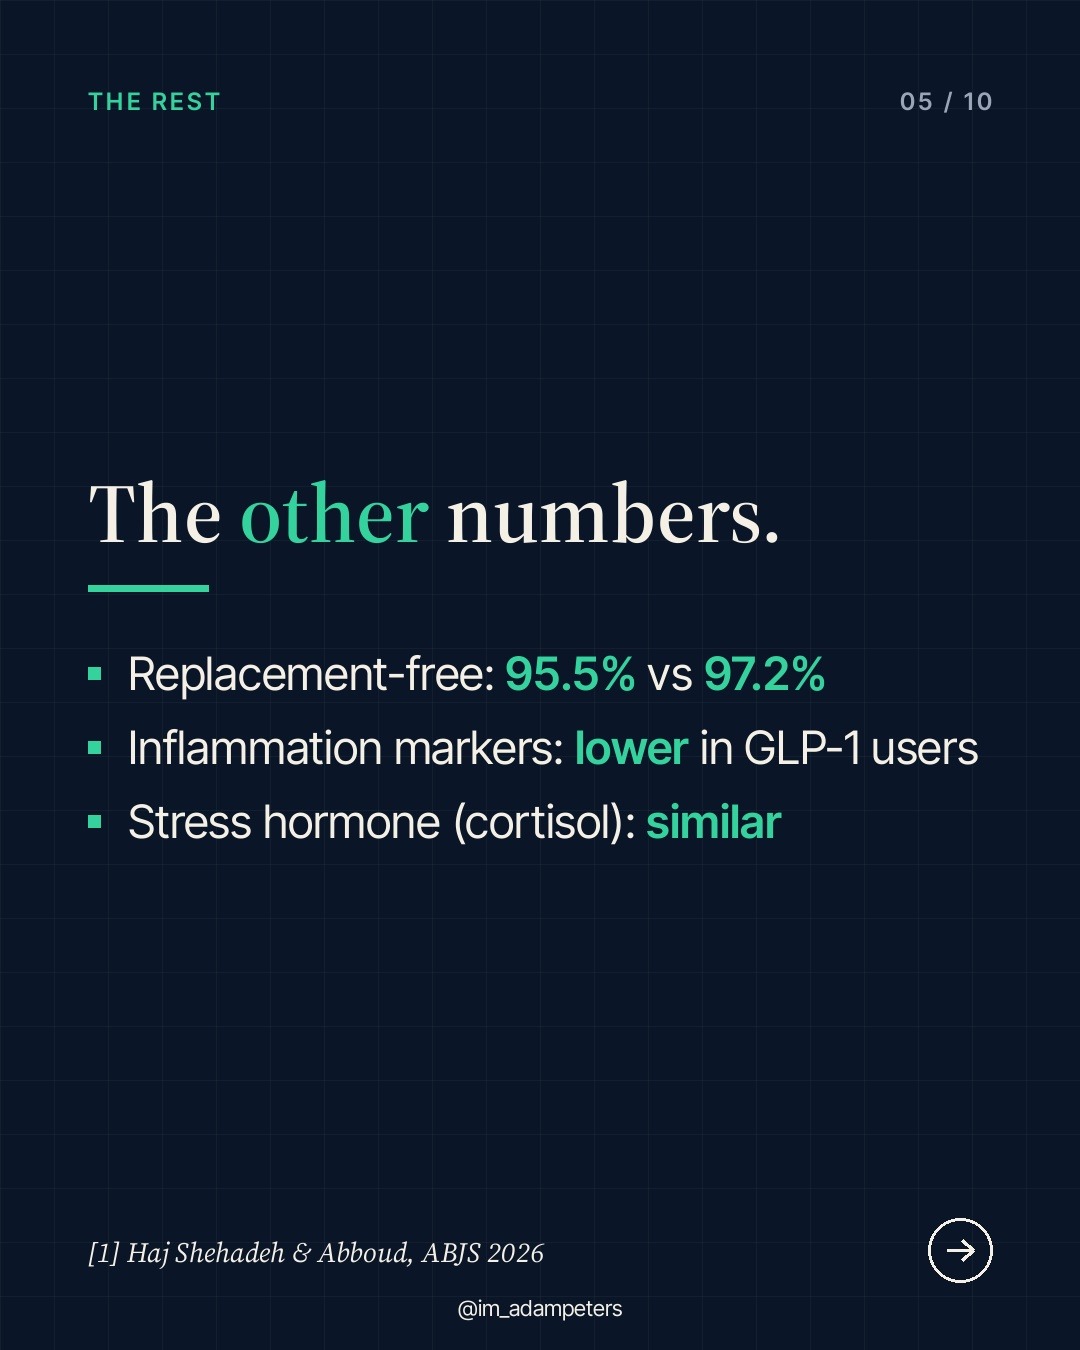 THE REST
05 / 10
The other numbers.
Replacement-free: 95.5% vs 97.2%
Inflammation markers: lower in GLP-1 users
Stress hormone (cortisol): similar
[1] Haj Shehadeh & Abboud, ABJS 2026
@im_adampeters